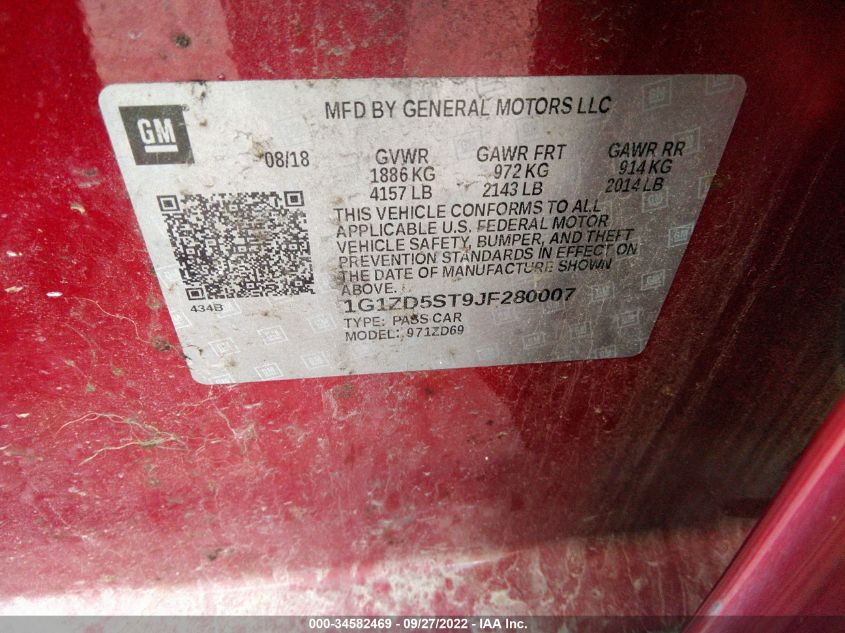 MFD BY GENERAL MOTORS LLC
GM
08/18 GVWR GAWR FRT GAWR RR
1886 KG 972 KG 914 KG
4157 LB 2143 LB 2014 LB
THIS VEHICLE CONFORMS TO ALL
APPLICABLE U.S. FEDERAL MOTOR
VEHICLE SAFETY, BUMPER, AND THEFT
PREVENTION STANDARDS IN EFFECT ON
THE DATE OF MANUFACTURE SHOWN
ABOVE.
434B
1G1ZD5ST9JF280007
TYPE: PASS CAR
MODEL: 971ZD69
000-34582469 - 09/27/2022 - IAA Inc.